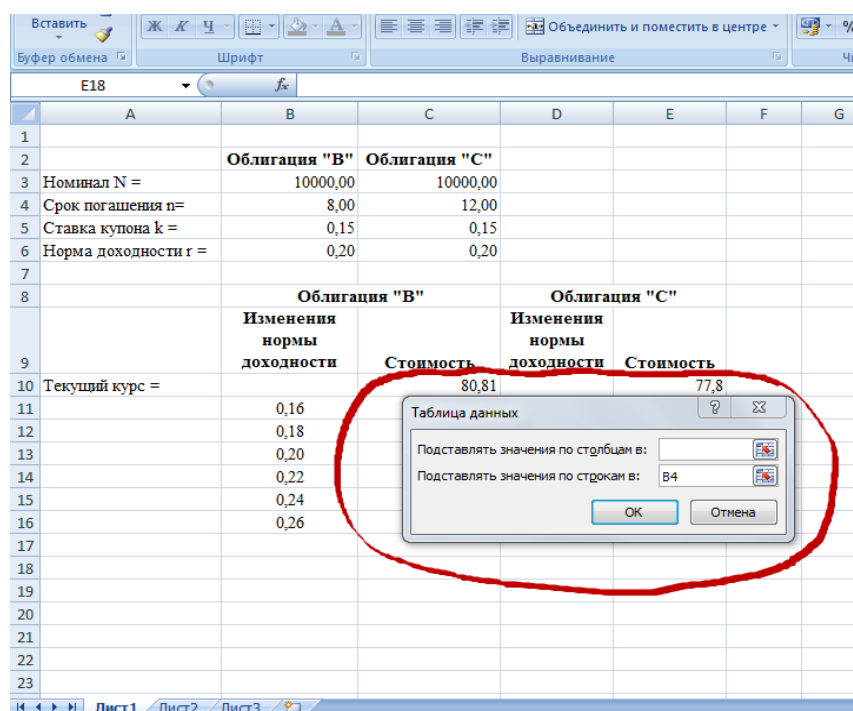 Вставить Ж К Ч А Объединить и поместить в центре %
Буфер обмена Шрифт Выравнивание Чи
E18 fx
A B C D E F G
1
2 Облигация "В" Облигация "С"
3 Номинал N = 10000,00 10000,00
4 Срок погашения n= 8,00 12,00
5 Ставка купона k = 0,15 0,15
6 Норма доходности r = 0,20 0,20
7
8 Облигация "В" Облигация "С"
Изменения Изменения
нормы нормы
9 доходности Стоимость доходности Стоимость
10 Текущий курс = 80,81 77,8
Таблица данных ?
11 0,16
12 0,18
Подставлять значения по столбцам в:
13 0,20
Подставлять значения по строкам в: B4
14 0,22
15 0,24
ОК Отмена
16 0,26
17
18
19
20
21
22
23
Лист1 Лист2 Лист3